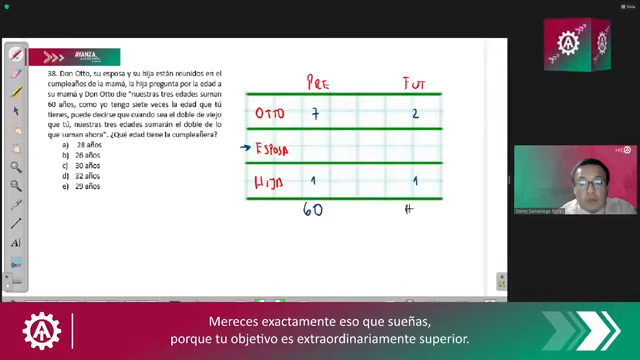 AVANZA
38. Don Otto, su esposa y su hija están reunidos en el
cumpleaños de la mamá, la hija pregunta por la edad a
su mamá y Don Otto die "nuestras tres edades suman
60 años, como yo tengo siete veces la edad que tú
tienes, puede decirse que cuando sea el doble de viejo
que tú, nuestras tres edades sumarán el doble de lo
que suman ahora". ¿Qué edad tiene la cumpleañera?
a) 28 años
b) 26 años
c) 30 años
d) 32 años
e) 29 años
PRE FUT
OTTO 7 2
ESPOSA
HIJA 1 1
60
Mereces exactamente eso que sueñas,
porque tu objetivo es extraordinariamente superior.